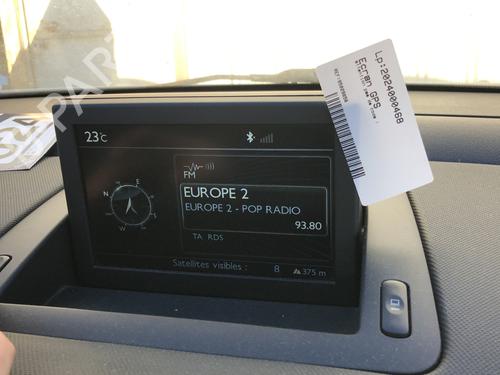 Lp:2024000468
Ecran GPS
23°C
FM
EUROPE 2
EUROPE 2 - POP RADIO
93.80
TA RDS
N
E
S
W
Satellites visibles : 8 375 m